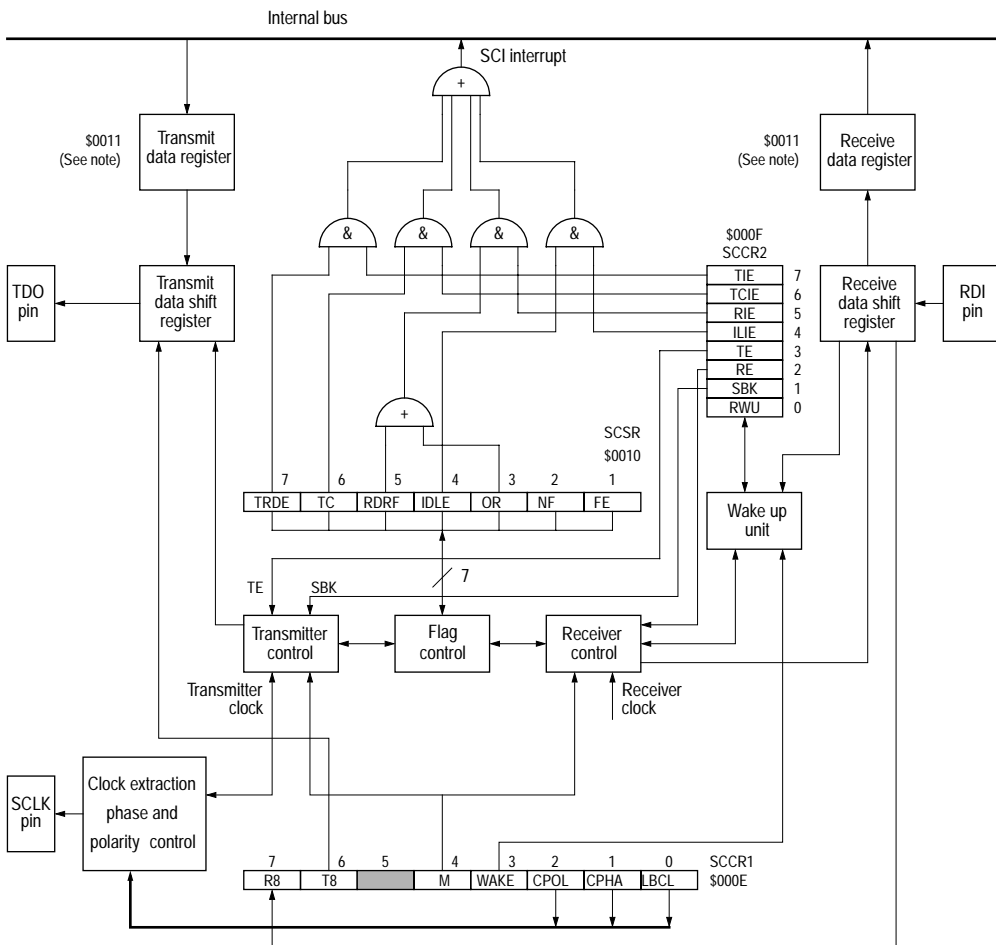 Internal bus
SCI interrupt
+
$0011
(See note)
Transmit
data register
$0011
(See note)
Receive
data register
&
&
&
&
$000F
SCCR2
TDO
pin
Transmit
data shift
register
TIE 7
TCIE 6
RIE 5
ILIE 4
TE 3
RE 2
SBK 1
RWU 0
Receive
data shift
register
RDI
pin
+
SCSR
$0010
7 6 5 4 3 2 1
TRDE TC RDRF IDLE OR NF FE
Wake up
unit
7
TE
SBK
Transmitter
control
Flag
control
Receiver
control
Transmitter
clock
Receiver
clock
SCLK
pin
Clock extraction
phase and
polarity control
7 6 5 4 3 2 1 0
SCCR1
R8 T8 M WAKE CPOL CPHA LBCL
$000E